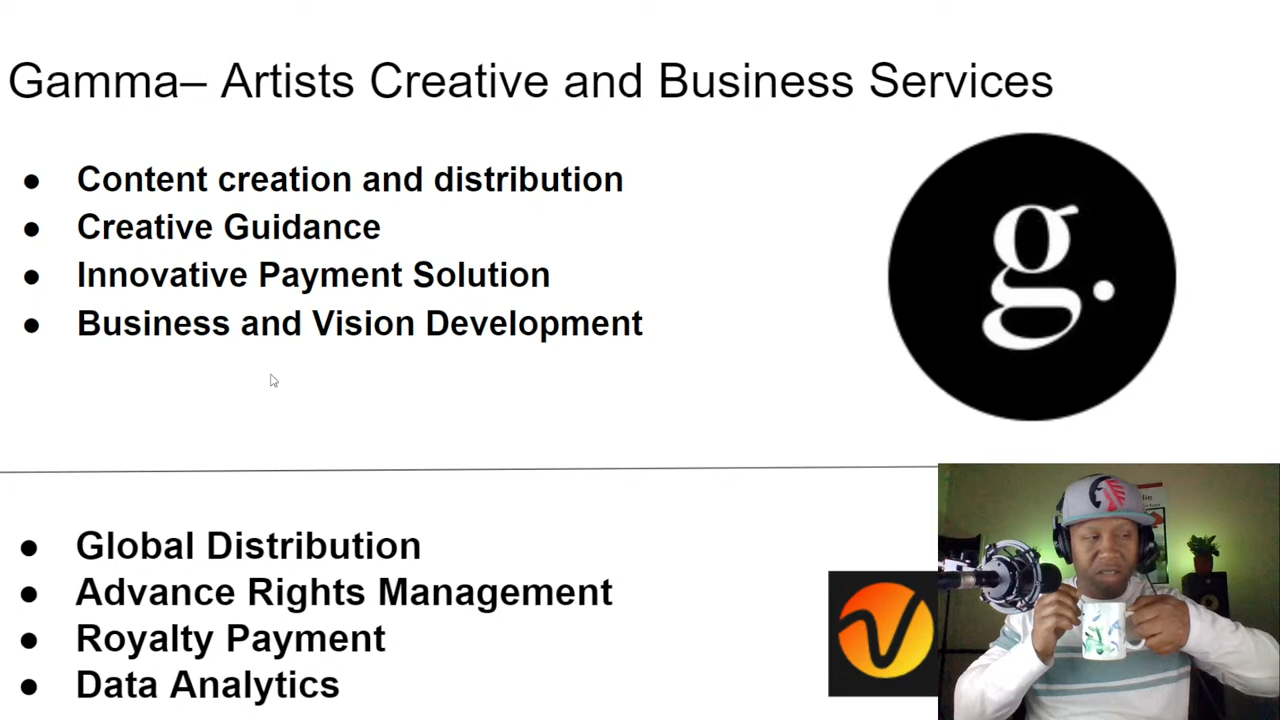 Gamma– Artists Creative and Business Services
● Content creation and distribution
● Creative Guidance
● Innovative Payment Solution
● Business and Vision Development
g.
● Global Distribution
● Advance Rights Management
● Royalty Payment
● Data Analytics
V